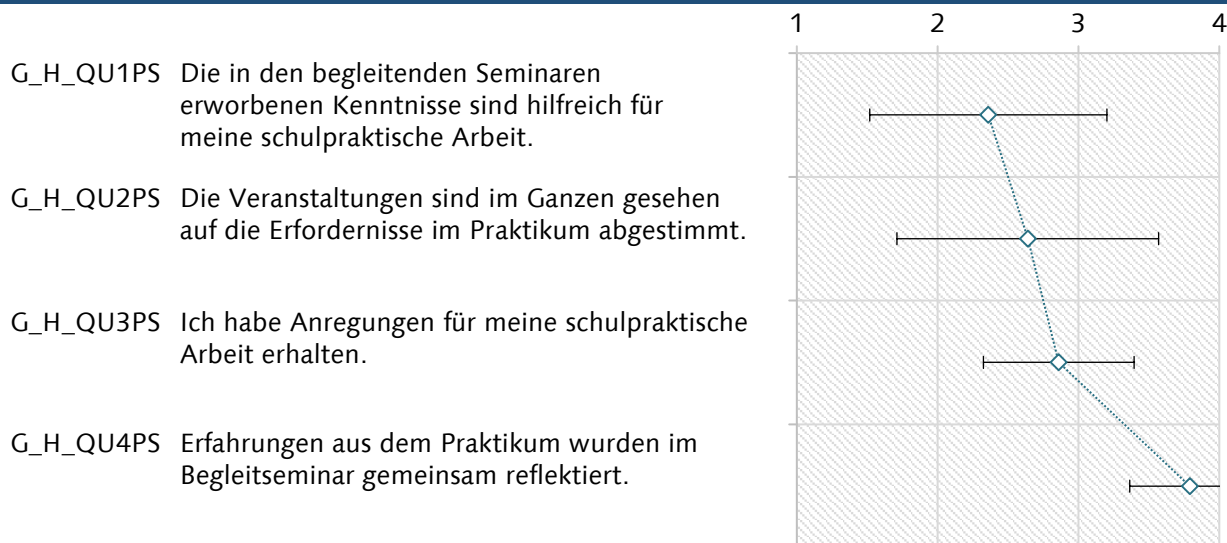 1 2 3 4
G_H_QU1PS Die in den begleitenden Seminaren
erworbenen Kenntnisse sind hilfreich für
meine schulpraktische Arbeit.
G_H_QU2PS Die Veranstaltungen sind im Ganzen gesehen
auf die Erfordernisse im Praktikum abgestimmt.
G_H_QU3PS Ich habe Anregungen für meine schulpraktische
Arbeit erhalten.
G_H_QU4PS Erfahrungen aus dem Praktikum wurden im
Begleitseminar gemeinsam reflektiert.